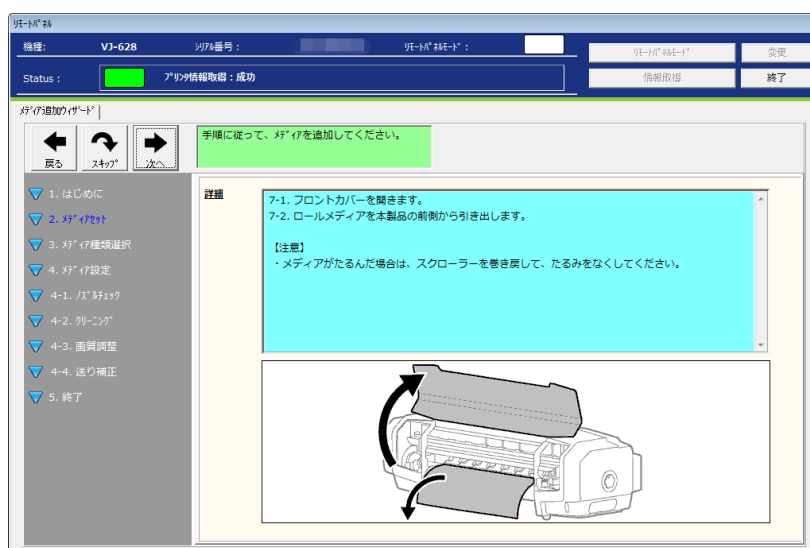 ﾘﾓｰﾄﾊﾟﾈﾙ
機種: VJ-628 ｼﾘｱﾙ番号： ﾘﾓｰﾄﾊﾟﾈﾙﾓｰﾄﾞ： ﾘﾓｰﾄﾊﾟﾈﾙﾓｰﾄﾞ 変更
Status： ﾌﾟﾘﾝﾀ情報取得：成功 情報取得 終了
ﾒﾃﾞｨｱ追加ｳｨｻﾞｰﾄﾞ
戻る ｽｷｯﾌﾟ 次へ
手順に従って、ﾒﾃﾞｨｱを追加してください。
1. はじめに
2. ﾒﾃﾞｨｱｾｯﾄ
3. ﾒﾃﾞｨｱ種類選択
4. ﾒﾃﾞｨｱ設定
4-1. ﾉｽﾞﾙﾁｪｯｸ
4-2. ｸﾘｰﾆﾝｸﾞ
4-3. 画質調整
4-4. 送り補正
5. 終了
詳細
7-1. フロントカバーを開きます。
7-2. ロールメディアを本製品の前側から引き出します。
【注意】
・メディアがたるんだ場合は、スクローラーを巻き戻して、たるみをなくしてください。